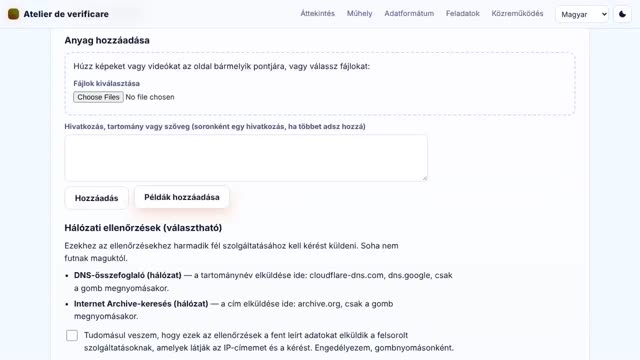 Atelier de verificare
Áttekintés Műhely Adatformátum Feladatok Közreműködés Magyar
Anyag hozzáadása
Húzz képeket vagy videókat az oldal bármelyik pontjára, vagy válassz fájlokat:
Fájlok kiválasztása
Choose Files No file chosen
Hivatkozás, tartomány vagy szöveg (soronként egy hivatkozás, ha többet adsz hozzá)
Hozzáadás Példák hozzáadása
Hálózati ellenőrzések (választható)
Ezekhez az ellenőrzésekhez harmadik fél szolgáltatásához kell kérést küldeni. Soha nem
futnak maguktól.
• DNS-összefoglaló (hálózat) — a tartománynév elküldése ide: cloudflare-dns.com, dns.google, csak
a gomb megnyomásakor.
• Internet Archive-keresés (hálózat) — a cím elküldése ide: archive.org, csak a gomb
megnyomásakor.
Tudomásul veszem, hogy ezek az ellenőrzések a fent leírt adatokat elküldik a felsorolt
szolgáltatásoknak, amelyek látják az IP-címemet és a kérést. Engedélyezem, gombnyomásonként.